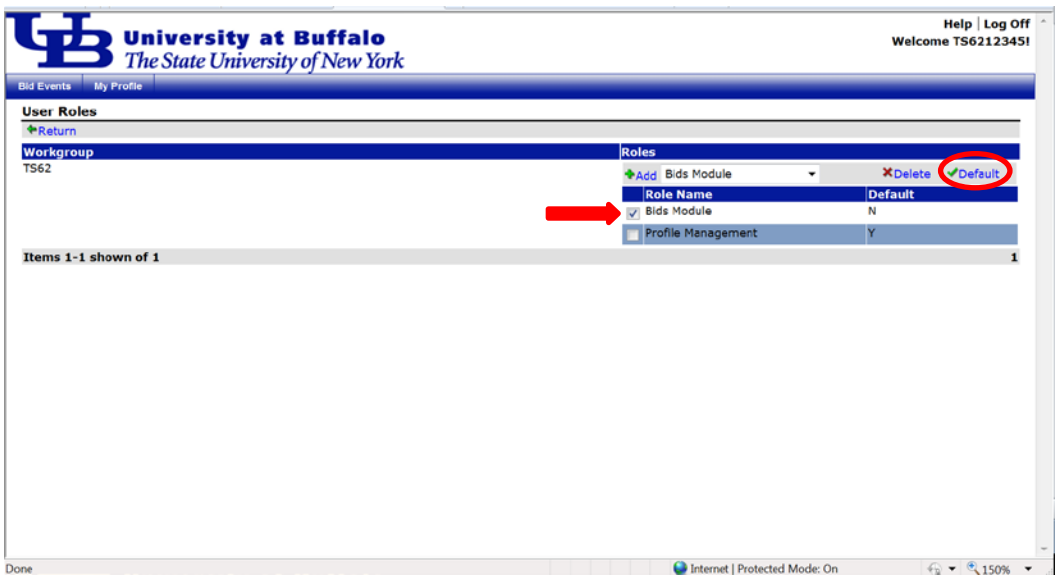 UB
University at Buffalo
The State University of New York
Help | Log Off
Welcome TS6212345!
Bid Events My Profile
User Roles
Return
Workgroup Roles
TS62
Add Bids Module Delete Default
Role Name Default
Bids Module N
Profile Management Y
Items 1-1 shown of 1 1
Done Internet | Protected Mode: On 150%